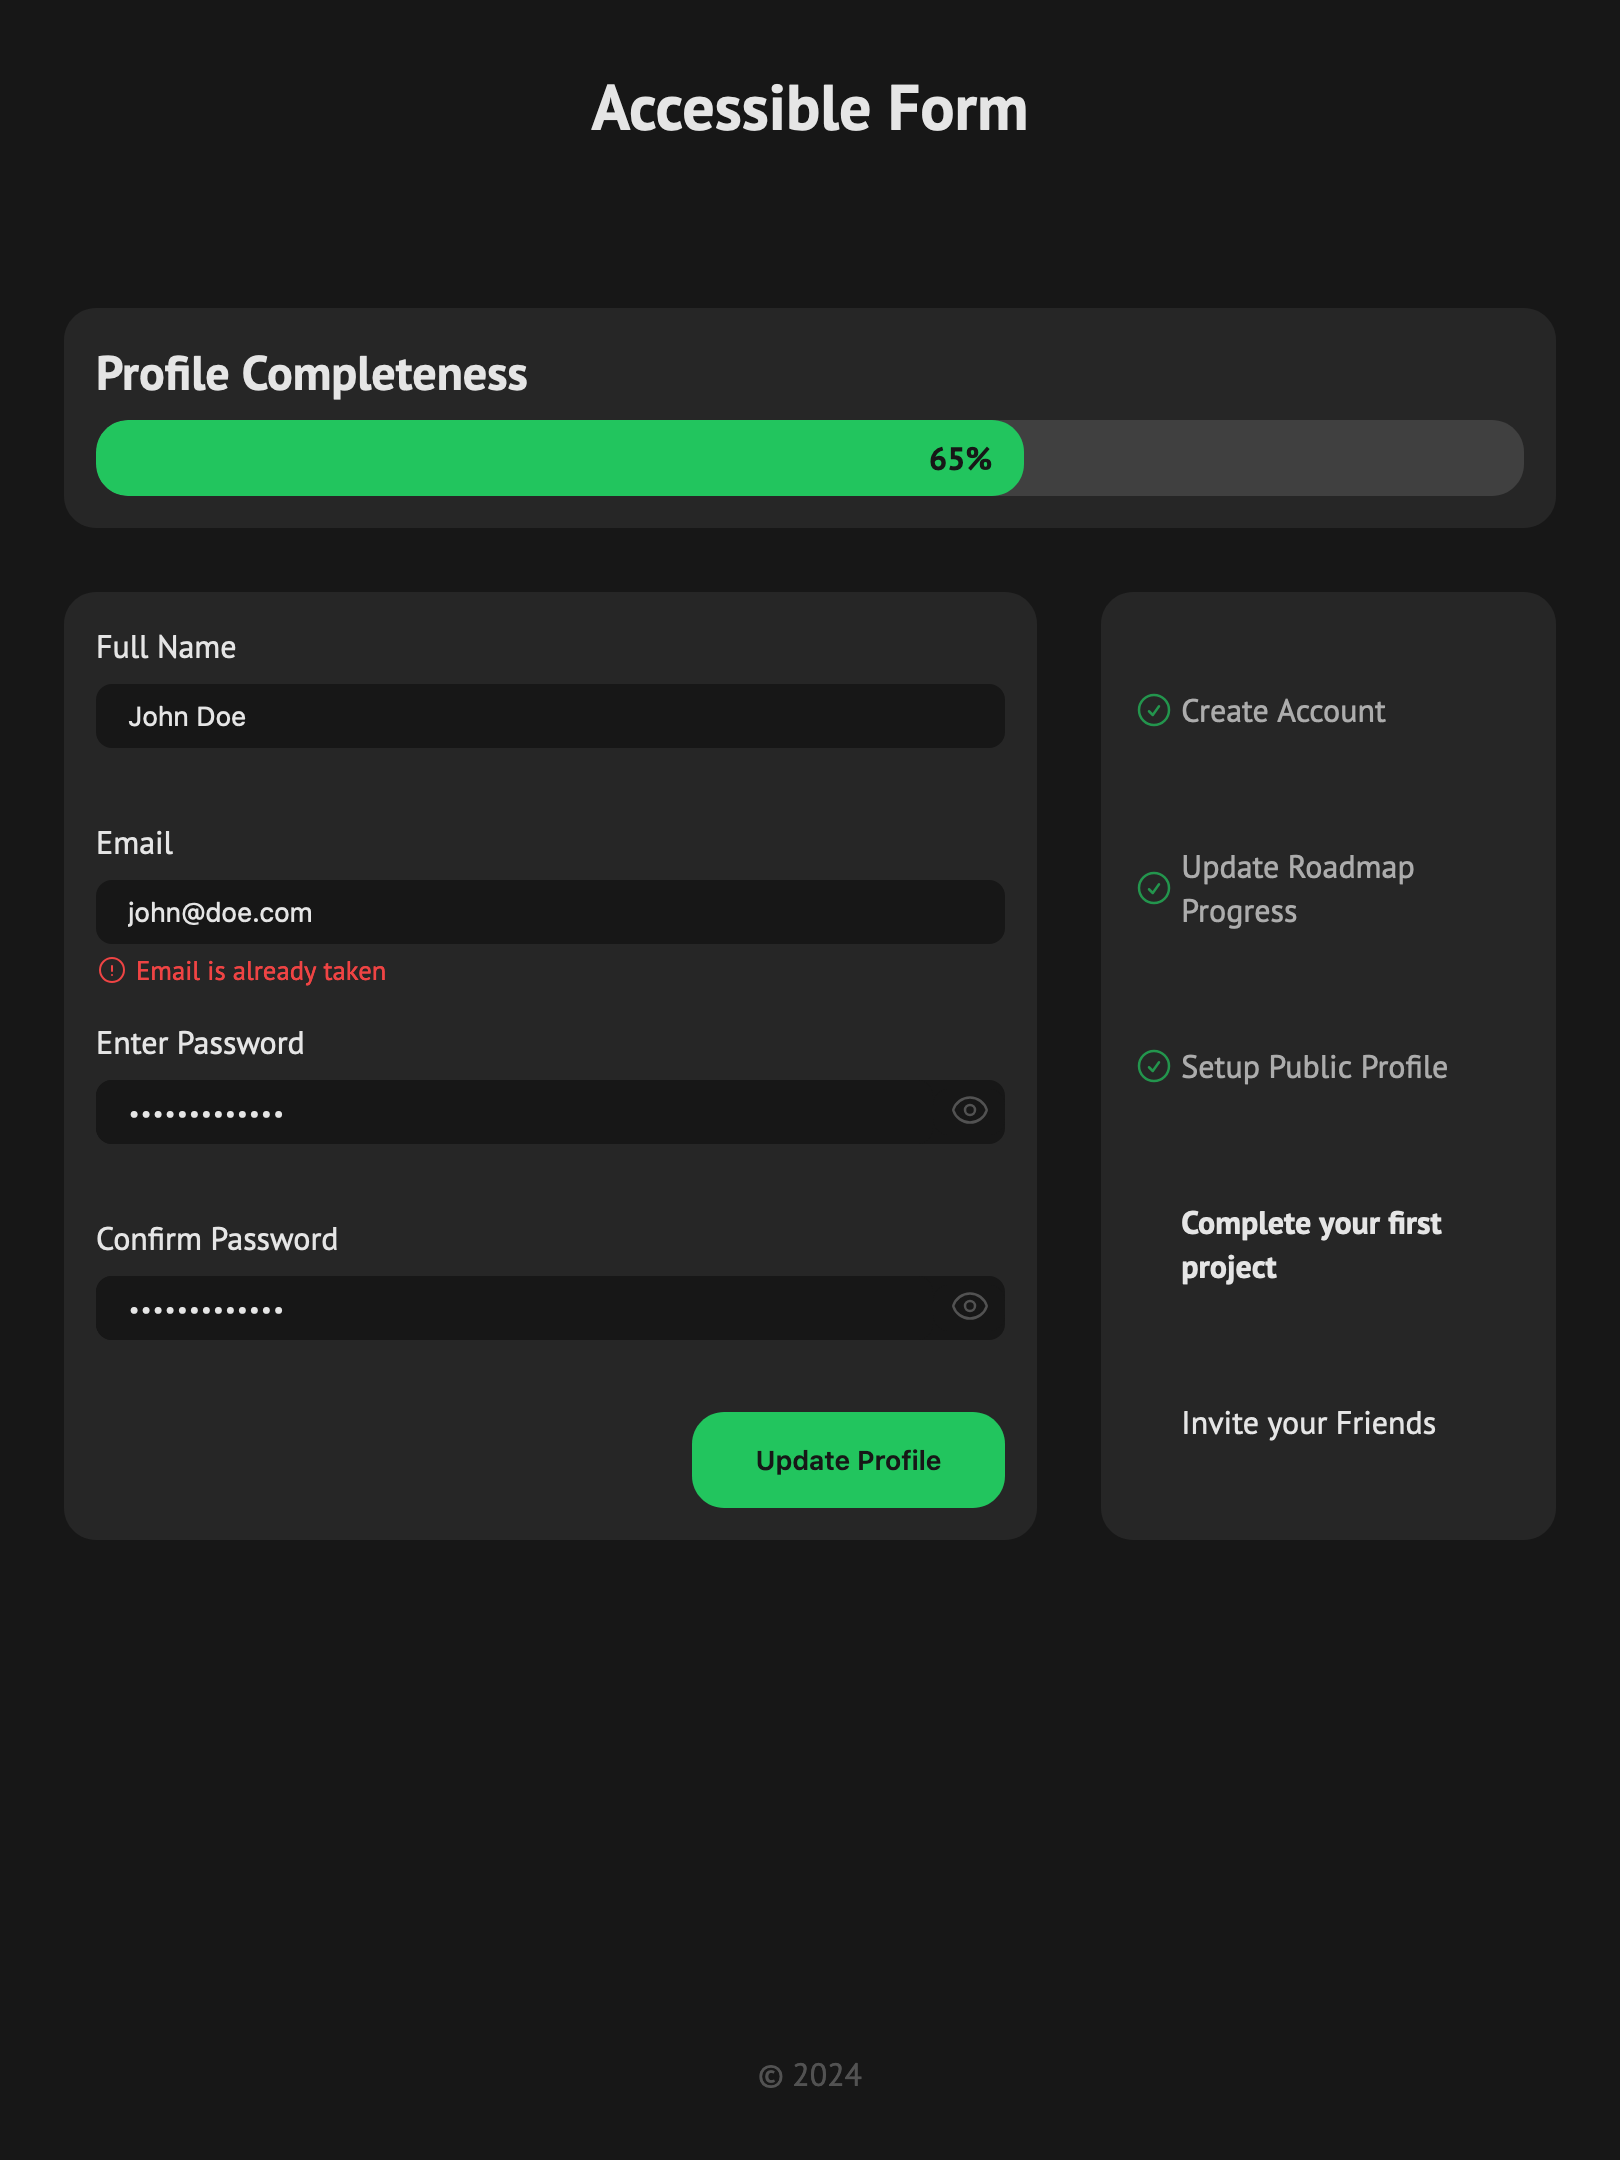 Accessible Form
Profile Completeness
65%
Full Name
John Doe
Email
john@doe.com
Email is already taken
Enter Password
•••••••••••••
Confirm Password
•••••••••••••
Update Profile
Create Account
Update Roadmap
Progress
Setup Public Profile
Complete your first
project
Invite your Friends
© 2024